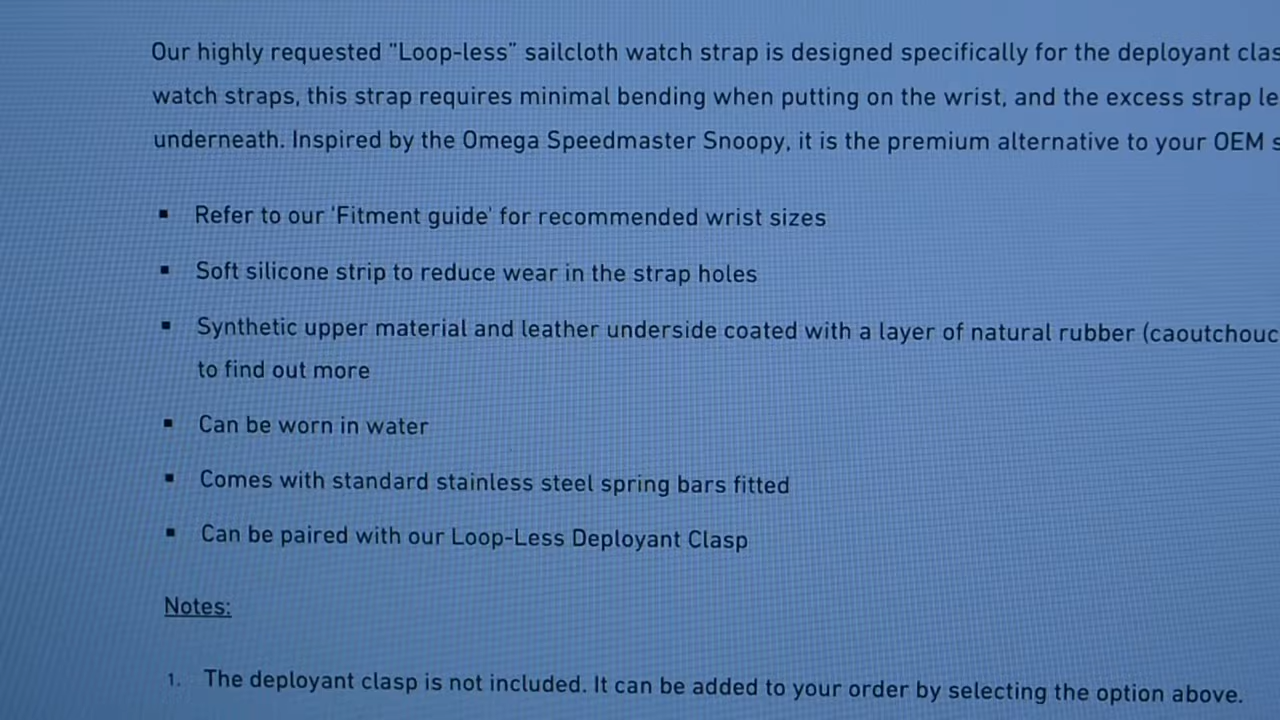 Our highly requested "Loop-less" sailcloth watch strap is designed specifically for the deployant
watch straps, this strap requires minimal bending when putting on the wrist, and the excess strap
underneath. Inspired by the Omega Speedmaster Snoopy, it is the premium alternative to your OEM
▪ Refer to our 'Fitment guide' for recommended wrist sizes
▪ Soft silicone strip to reduce wear in the strap holes
▪ Synthetic upper material and leather underside coated with a layer of natural rubber (caoutchouc
to find out more
▪ Can be worn in water
▪ Comes with standard stainless steel spring bars fitted
▪ Can be paired with our Loop-Less Deployant Clasp
Notes:
1. The deployant clasp is not included. It can be added to your order by selecting the option above.